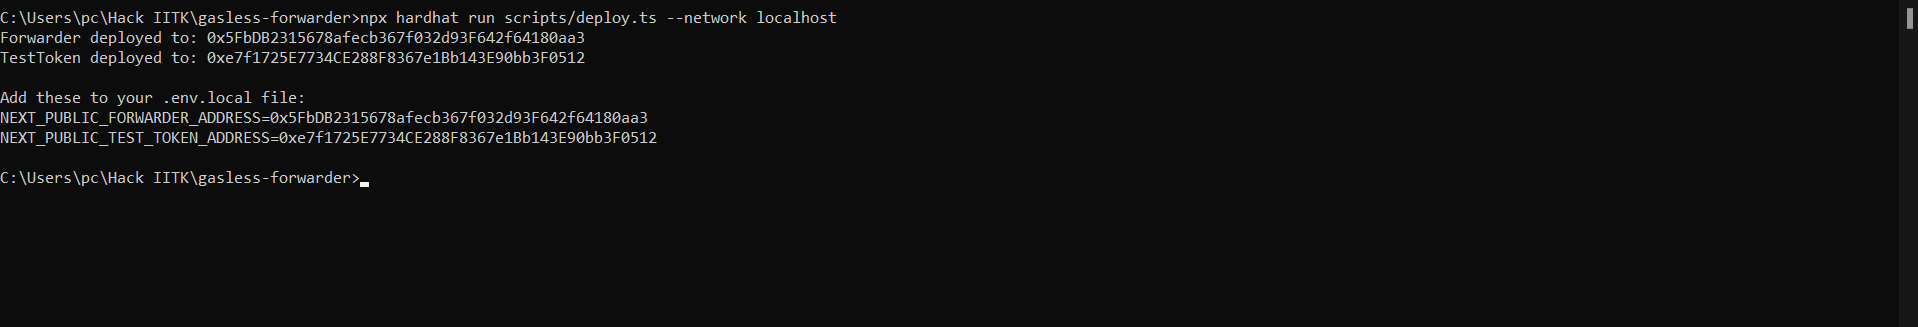 C:\Users\pc\Hack IITK\gasless-forwarder>npx hardhat run scripts/deploy.ts --network localhost
Forwarder deployed to: 0x5FbDB2315678afecb367f032d93F642f64180aa3
TestToken deployed to: 0xe7f1725E7734CE288F8367e1Bb143E90bb3F0512
Add these to your .env.local file:
NEXT_PUBLIC_FORWARDER_ADDRESS=0x5FbDB2315678afecb367f032d93F642f64180aa3
NEXT_PUBLIC_TEST_TOKEN_ADDRESS=0xe7f1725E7734CE288F8367e1Bb143E90bb3F0512
C:\Users\pc\Hack IITK\gasless-forwarder>